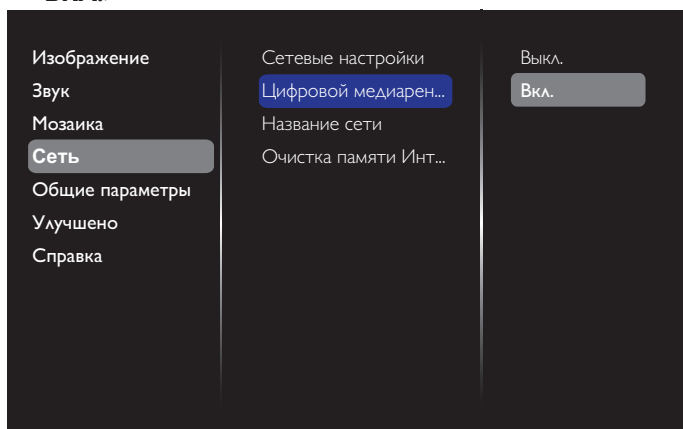 Изображение
Звук
Мозаика
Сеть
Общие параметры
Улучшено
Справка
Сетевые настройки
Цифровой медиарен...
Название сети
Очистка памяти Инт...
Выкл.
Вкл.